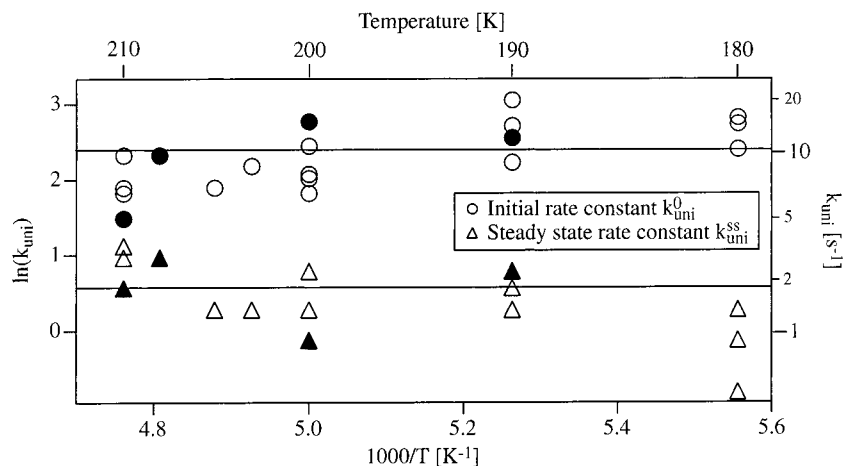 Temperature [K]
210 200 190 180
3
2
1
0
ln(k_uni)
20
10
5
2
1
k_uni [s^-1]
○ Initial rate constant k^0_uni
△ Steady state rate constant k^ss_uni
4.8 5.0 5.2 5.4 5.6
1000/T [K^-1]